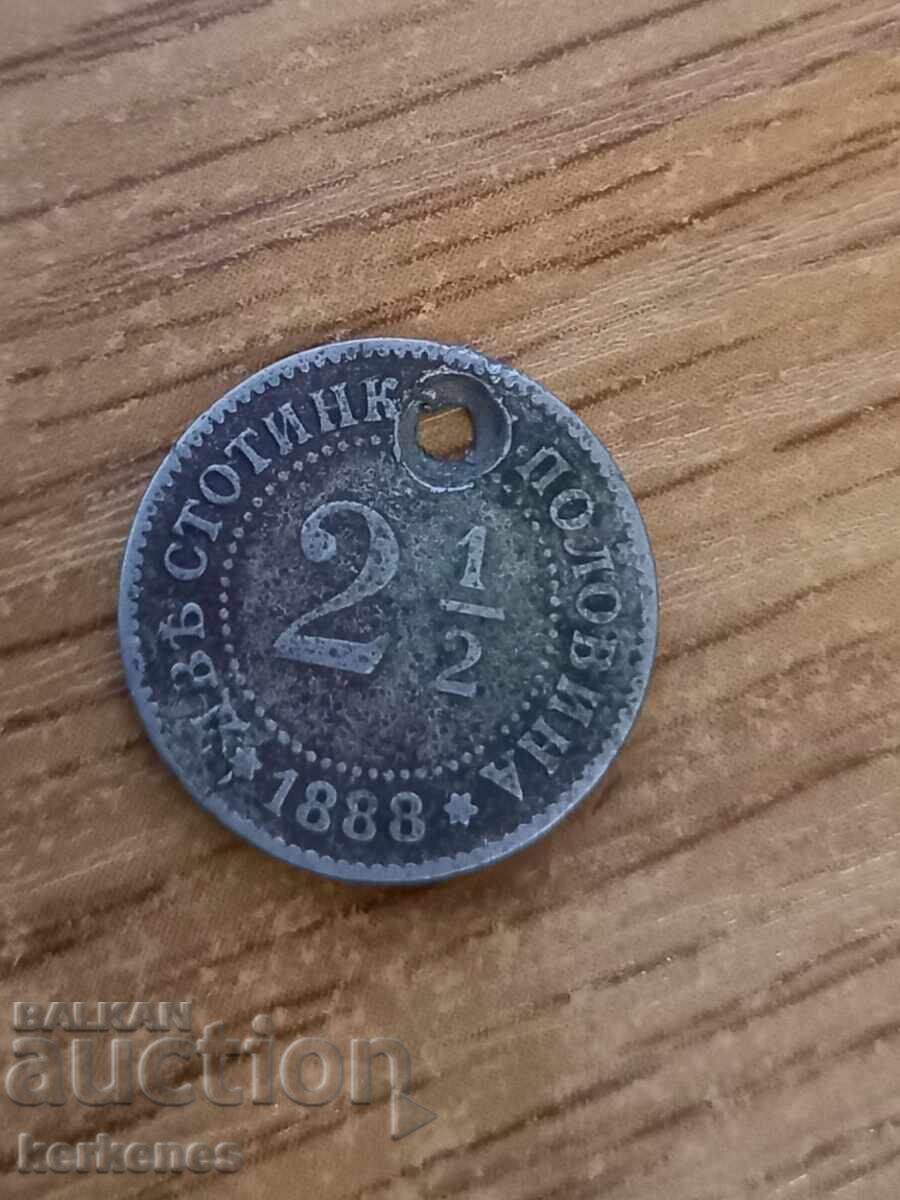 ДВѢ СТОТИНК ПОЛОВИНА
2 1/2
1888
BALKAN
auction
kerkenes